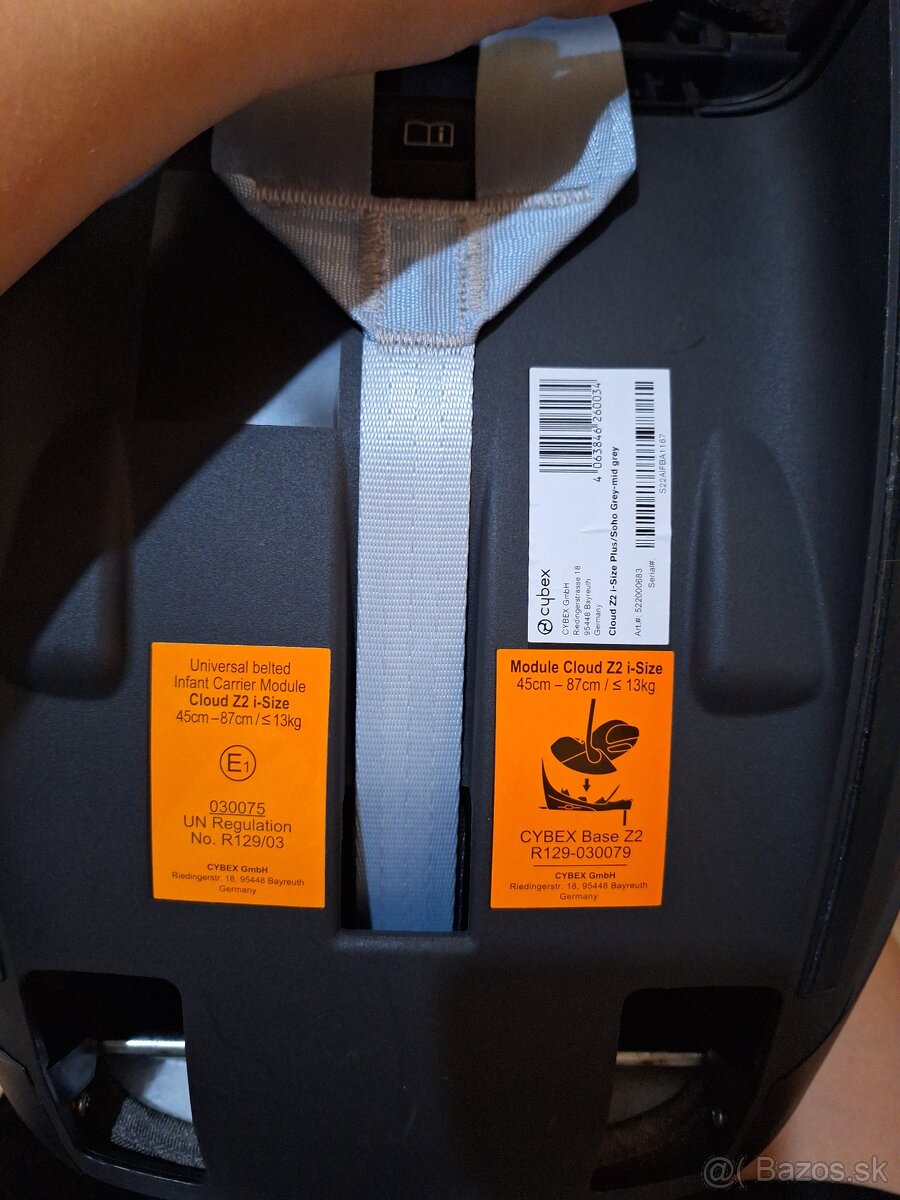 4 063846 260034
cybex
CYBEX GmbH
Riedingerstrasse 18
95448 Bayreuth
Germany
Cloud Z2 i-Size Plus/Soho Grey-mid grey
Art.#: 522000683
Serial#:
S22AIFBA1167
Universal belted
Infant Carrier Module
Cloud Z2 i-Size
45cm – 87cm / ≤ 13kg
E1
030075
UN Regulation
No. R129/03
CYBEX GmbH
Riedingerstr. 18, 95448 Bayreuth
Germany
Module Cloud Z2 i-Size
45cm – 87cm / ≤ 13kg
CYBEX Base Z2
R129-030079
CYBEX GmbH
Riedingerstr. 18, 95448 Bayreuth
Germany
@( Bazos.sk